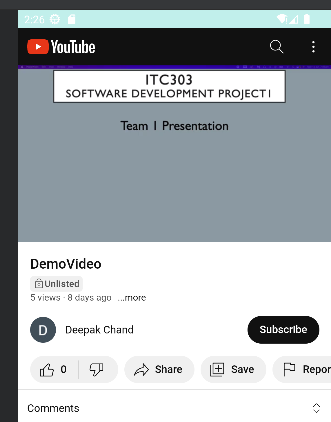 2:26
YouTube
ITC303
SOFTWARE DEVELOPMENT PROJECT1
Team 1 Presentation
DemoVideo
Unlisted
5 views · 8 days ago ...more
D Deepak Chand Subscribe
0 Share Save Repor
Comments